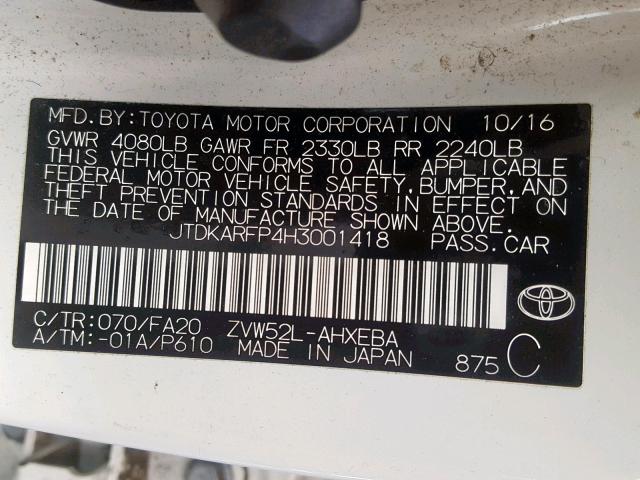 MFD. BY: TOYOTA MOTOR CORPORATION 10/16
GVWR 4080LB GAWR FR 2330LB RR 2240LB
THIS VEHICLE CONFORMS TO ALL APPLICABLE
FEDERAL MOTOR VEHICLE SAFETY, BUMPER, AND
THEFT PREVENTION STANDARDS IN EFFECT ON
THE DATE OF MANUFACTURE SHOWN ABOVE.
JTDKARFP4H3001418 PASS. CAR
C/TR: 070/FA20 ZVW52L-AHXEBA
A/TM: -01A/P610 MADE IN JAPAN 875 C